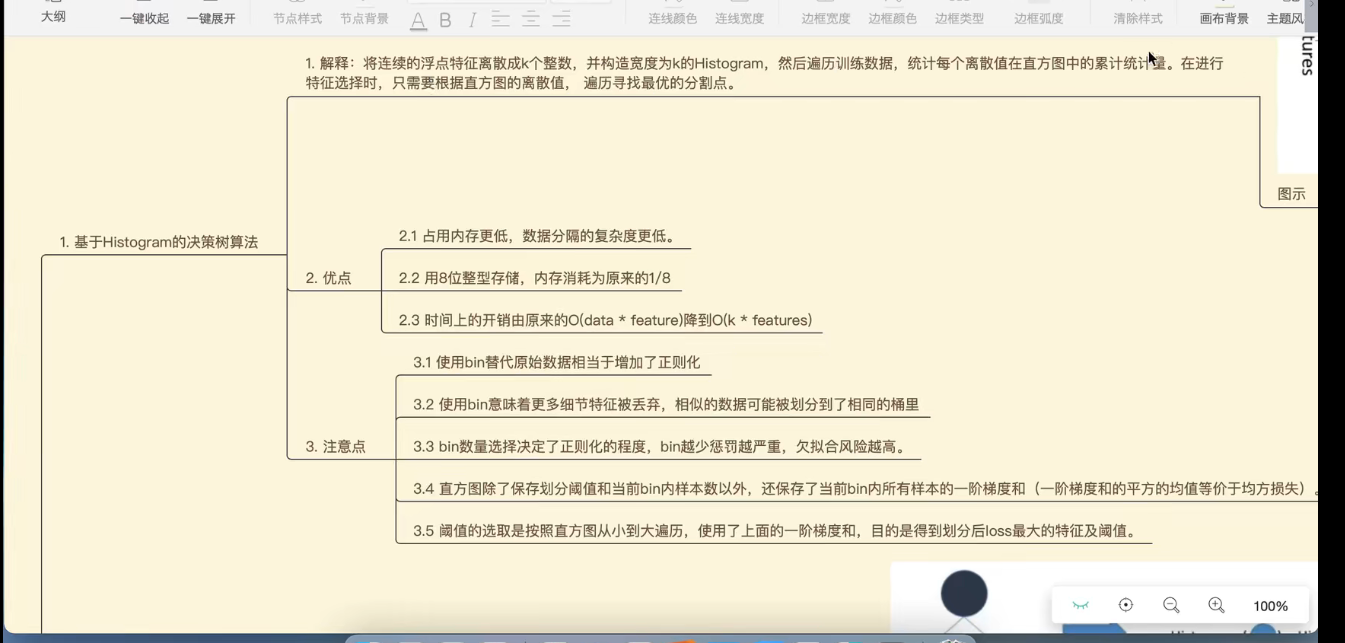 大纲
一键收起
一键展开
节点样式
节点背景
A B I
连线颜色
连线宽度
边框宽度
边框颜色
边框类型
边框弧度
清除样式
画布背景
主题风
tures
1. 解释：将连续的浮点特征离散成k个整数，并构造宽度为k的Histogram，然后遍历训练数据，统计每个离散值在直方图中的累计统计量。在进行
特征选择时，只需要根据直方图的离散值， 遍历寻找最优的分割点。
图示
1. 基于Histogram的决策树算法
2. 优点
2.1 占用内存更低，数据分隔的复杂度更低。
2.2 用8位整型存储，内存消耗为原来的1/8
2.3 时间上的开销由原来的O(data * feature)降到O(k * features)
3. 注意点
3.1 使用bin替代原始数据相当于增加了正则化
3.2 使用bin意味着更多细节特征被丢弃，相似的数据可能被划分到了相同的桶里
3.3 bin数量选择决定了正则化的程度，bin越少惩罚越严重，欠拟合风险越高。
3.4 直方图除了保存划分阈值和当前bin内样本数以外，还保存了当前bin内所有样本的一阶梯度和（一阶梯度和的平方的均值等价于均方损失）。
3.5 阈值的选取是按照直方图从小到大遍历，使用了上面的一阶梯度和，目的是得到划分后loss最大的特征及阈值。
100%